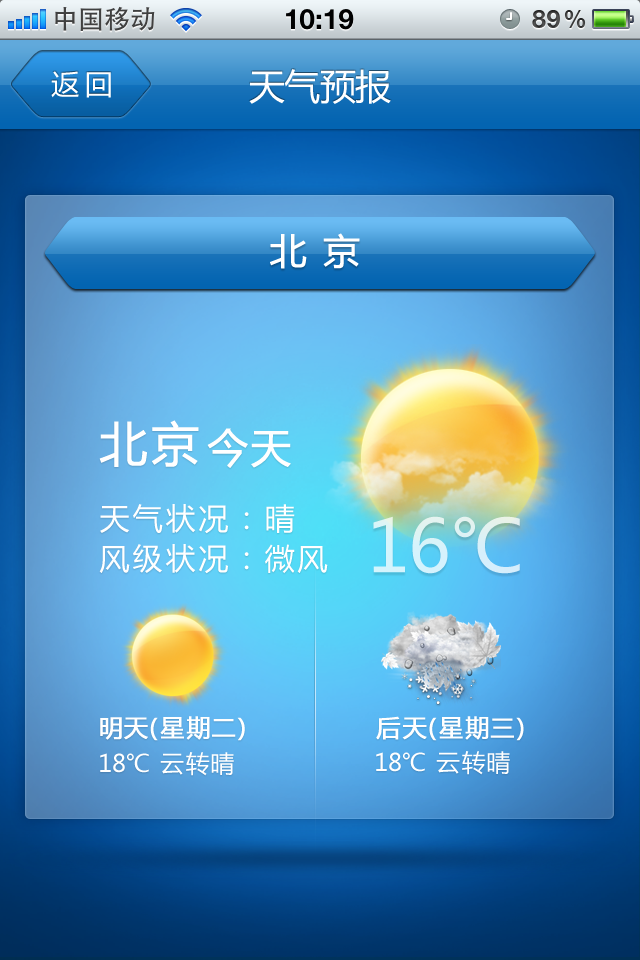 中国移动 10:19 89%
返回 天气预报
北 京
北京 今天
天气状况：晴
风级状况：微风
16℃
明天(星期二)
18℃ 云转晴
后天(星期三)
18℃ 云转晴